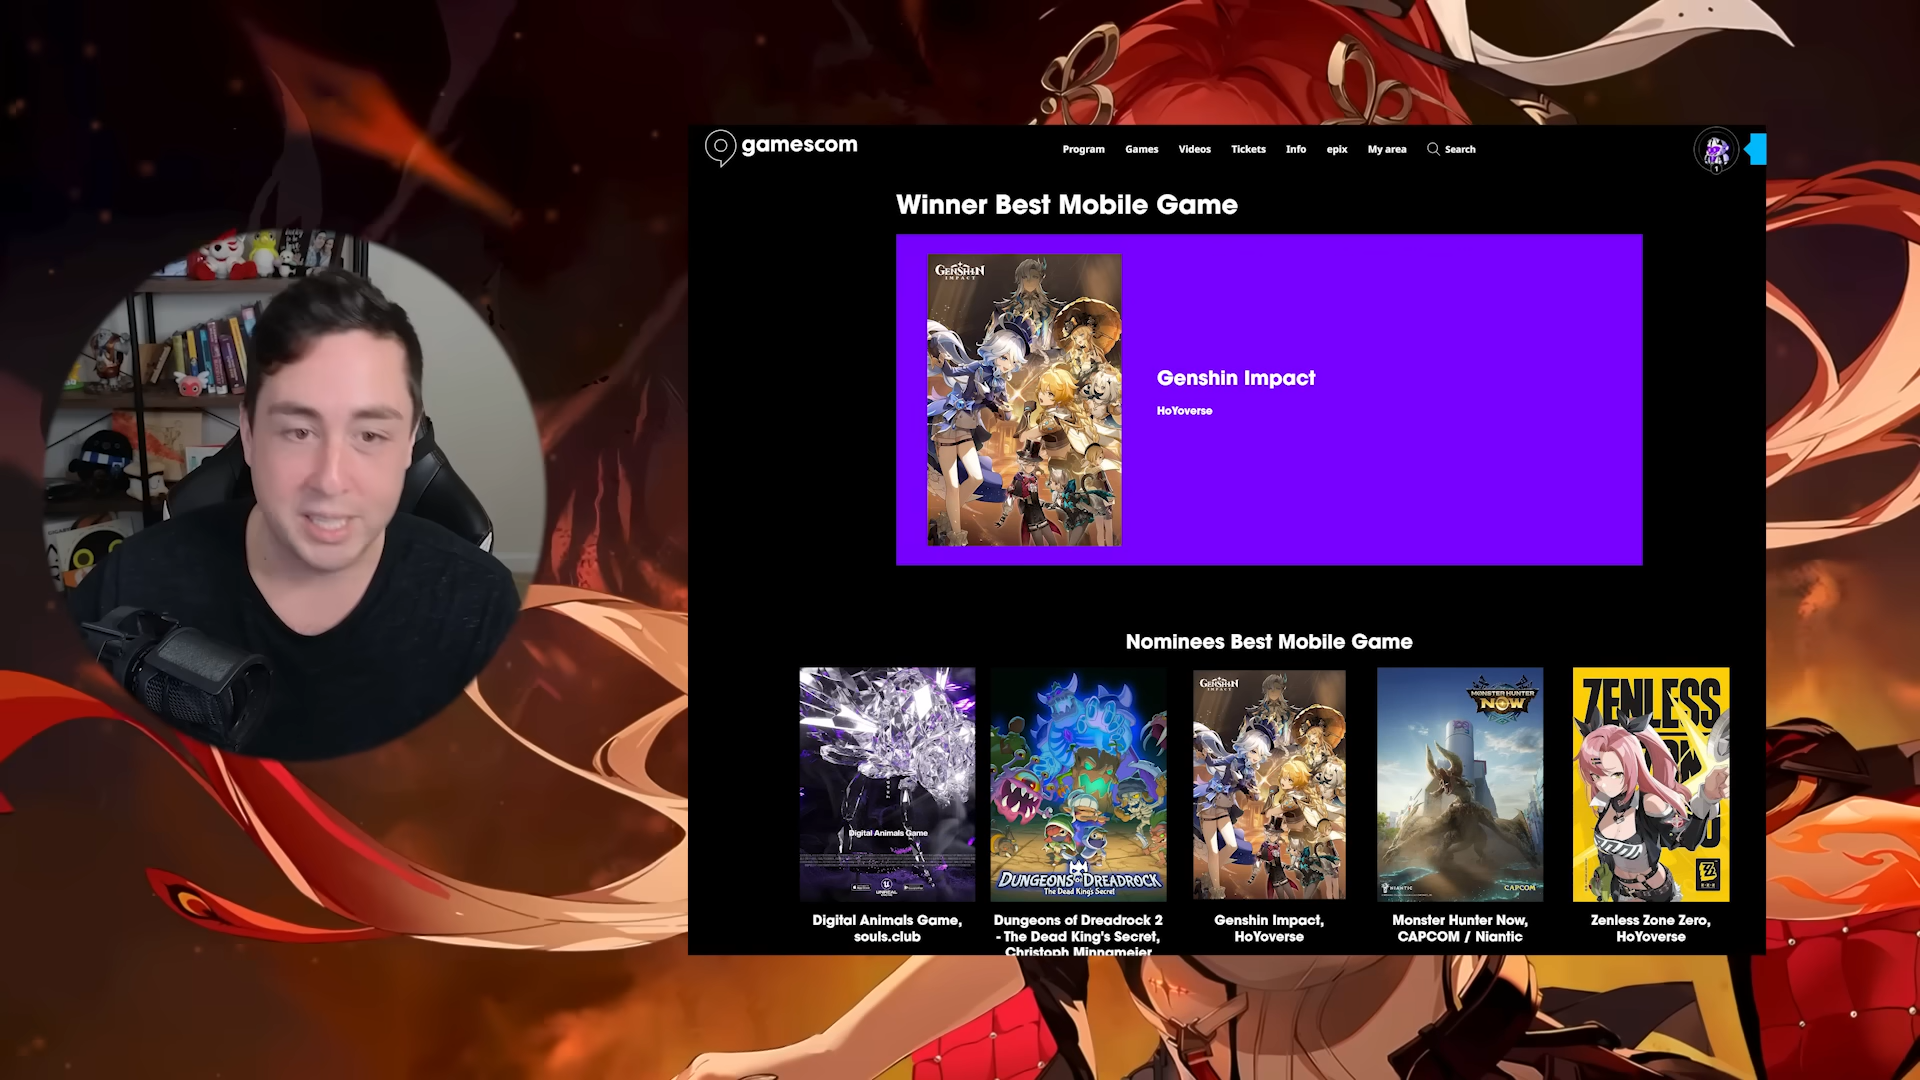 gamescom
Program
Games
Videos
Tickets
Info
epix
My area
Search
1
Winner Best Mobile Game
GENSHIN
IMPACT
Genshin Impact
HoYoverse
Nominees Best Mobile Game
Digital Animals Game
UNREAL
DUNGEONS OF DREADROCK
The Dead King's Secret
GENSHIN
IMPACT
MONSTER HUNTER
NOW
NIANTIC
CAPCOM
ZENLESS
Digital Animals Game,
souls.club
Dungeons of Dreadrock 2
- The Dead King's Secret,
Christoph Minnameier
Genshin Impact,
HoYoverse
Monster Hunter Now,
CAPCOM / Niantic
Zenless Zone Zero,
HoYoverse